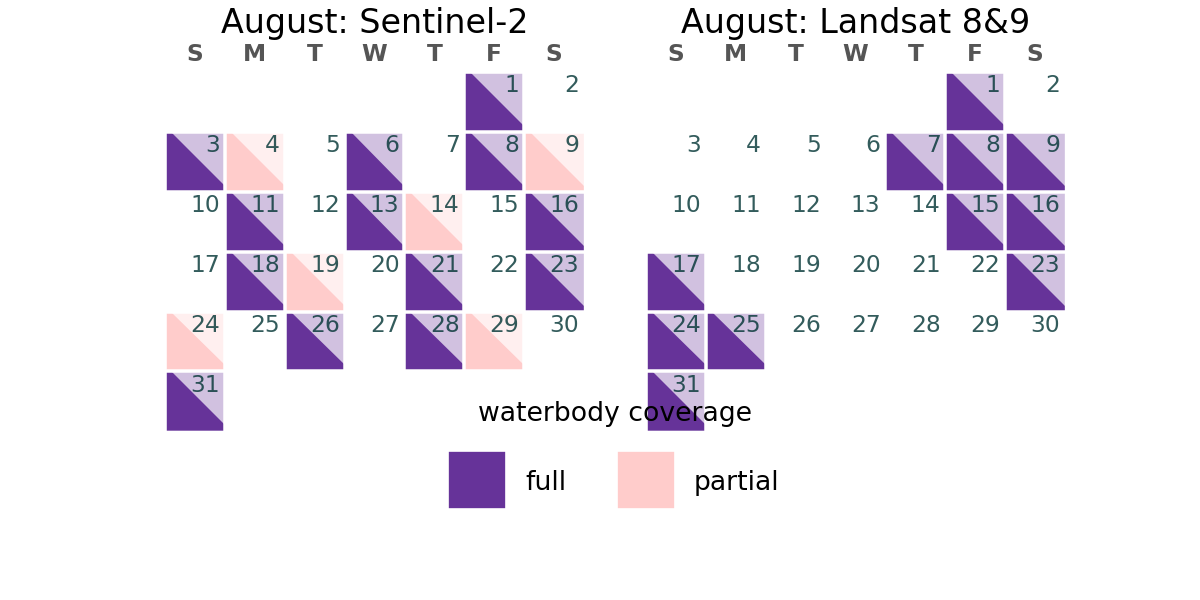 August: Sentinel-2
S M T W T F S
1 2
3 4 5 6 7 8 9
10 11 12 13 14 15 16
17 18 19 20 21 22 23
24 25 26 27 28 29 30
31
August: Landsat 8&9
S M T W T F S
1 2
3 4 5 6 7 8 9
10 11 12 13 14 15 16
17 18 19 20 21 22 23
24 25 26 27 28 29 30
31
waterbody coverage
full partial